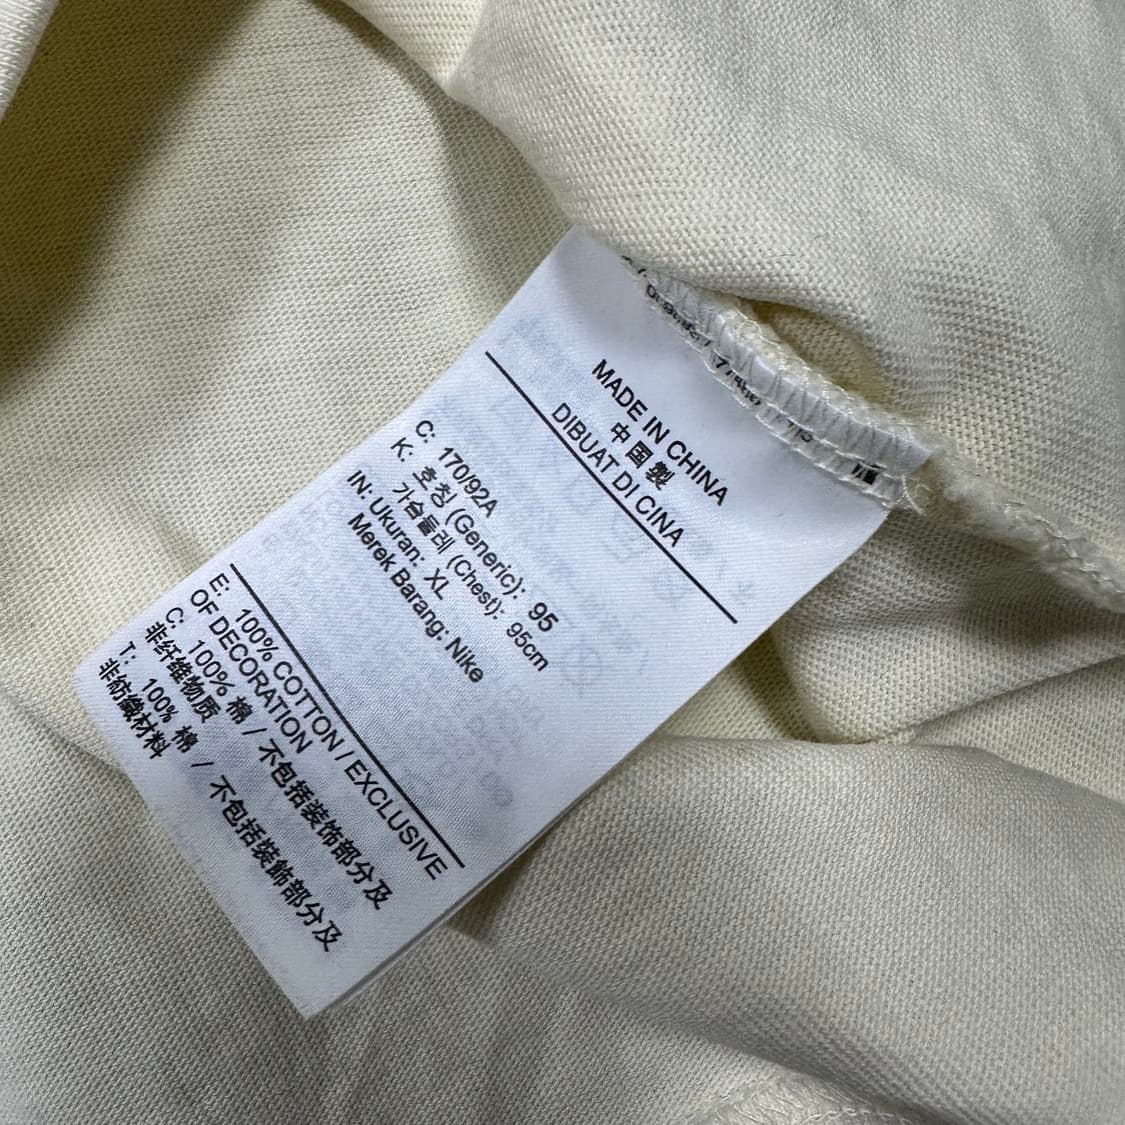 MADE IN CHINA
中国製
DIBUAT DI CINA
C: 170/92A
K: 호칭 (Generic): 95
가슴둘레 (Chest): 95cm
IN: Ukuran: XL
Merek Barang: Nike
E: 100% COTTON / EXCLUSIVE
OF DECORATION
C: 100% 棉 / 不包括装饰部分及
非纤维物质
T: 100% 棉 / 不包括裝飾部分及
非紡織材料